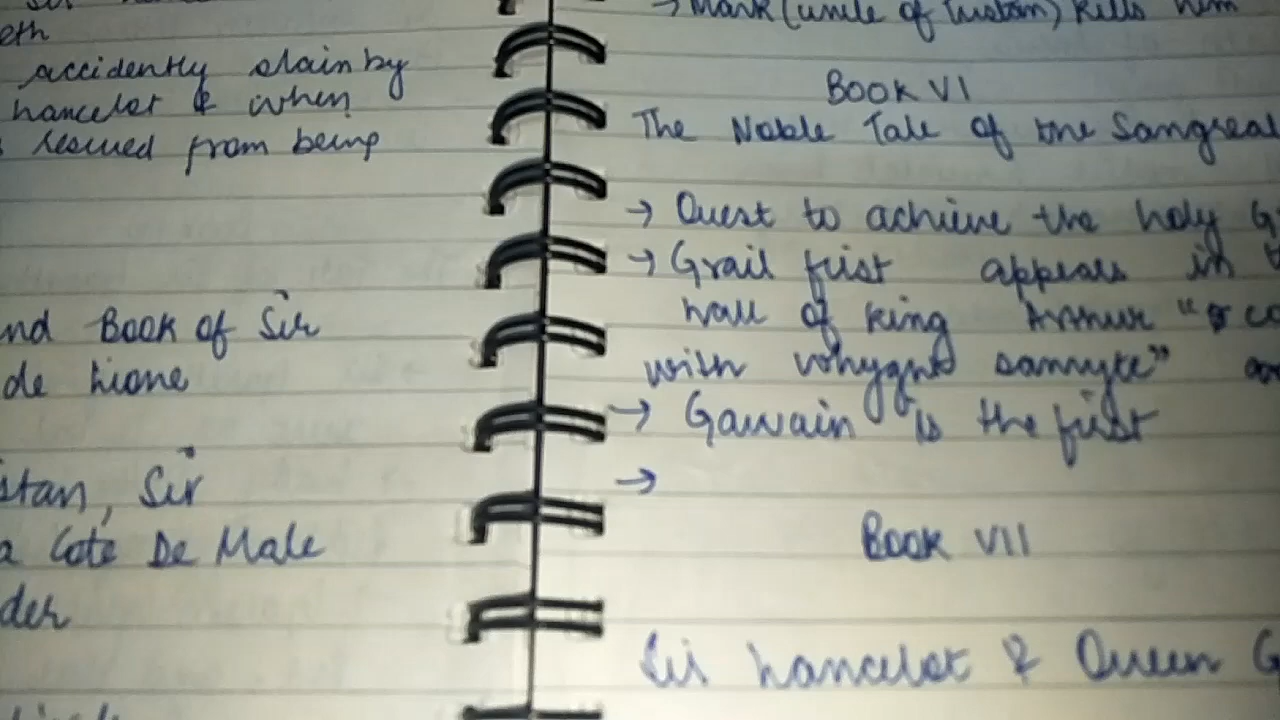 eth
accidently slain by
Lancelot & when
rescued from being
nd Book of Sir
de Lione
stan, Sir
a Cote De Male
der
→ Mark (uncle of Tristan) kills him
Book VI
The Noble Tale of the Sangreal
→ Quest to achieve the holy G
→ Grail first appears in
hall of King Arthur "
with whyght samyte"
→ Gawain is the first
→
Book VII
Sir Lancelot & Queen G